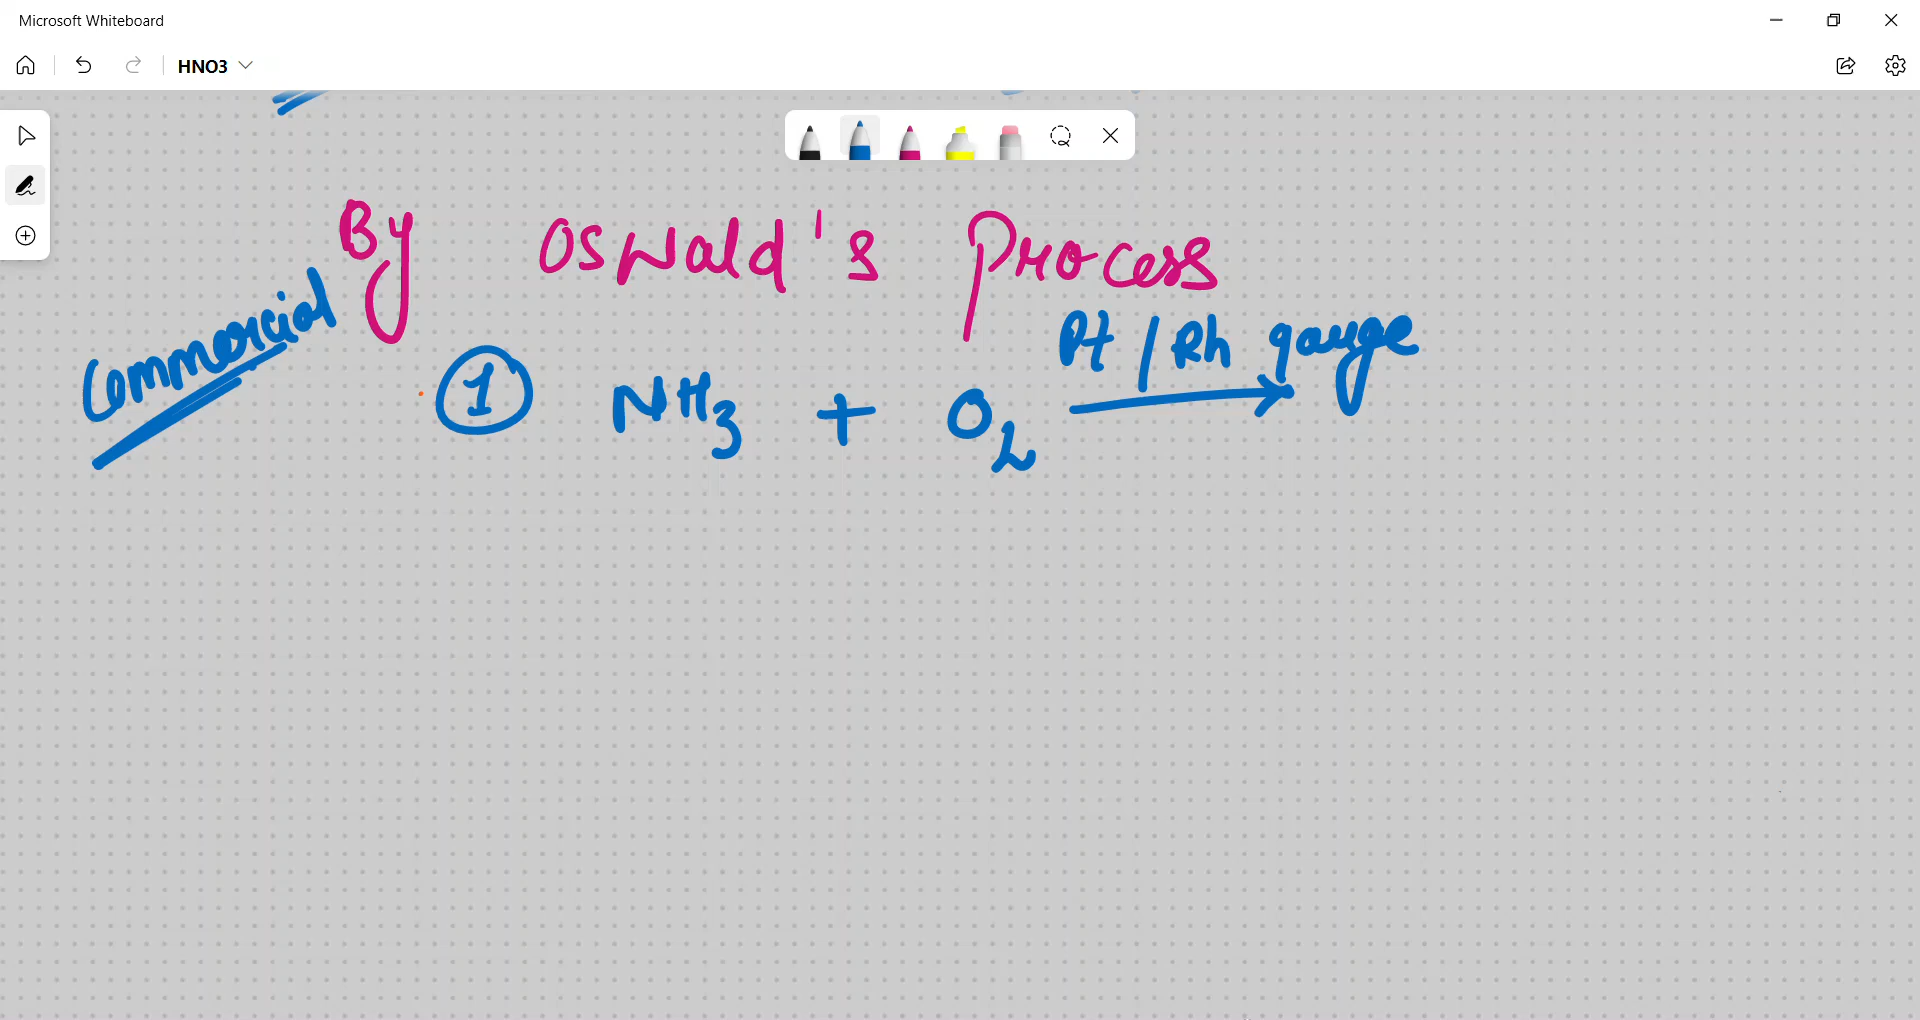 Microsoft Whiteboard
HNO3
By Oswald's Process
Commercial
Pt / Rh gauge
1 NH3 + O2 →